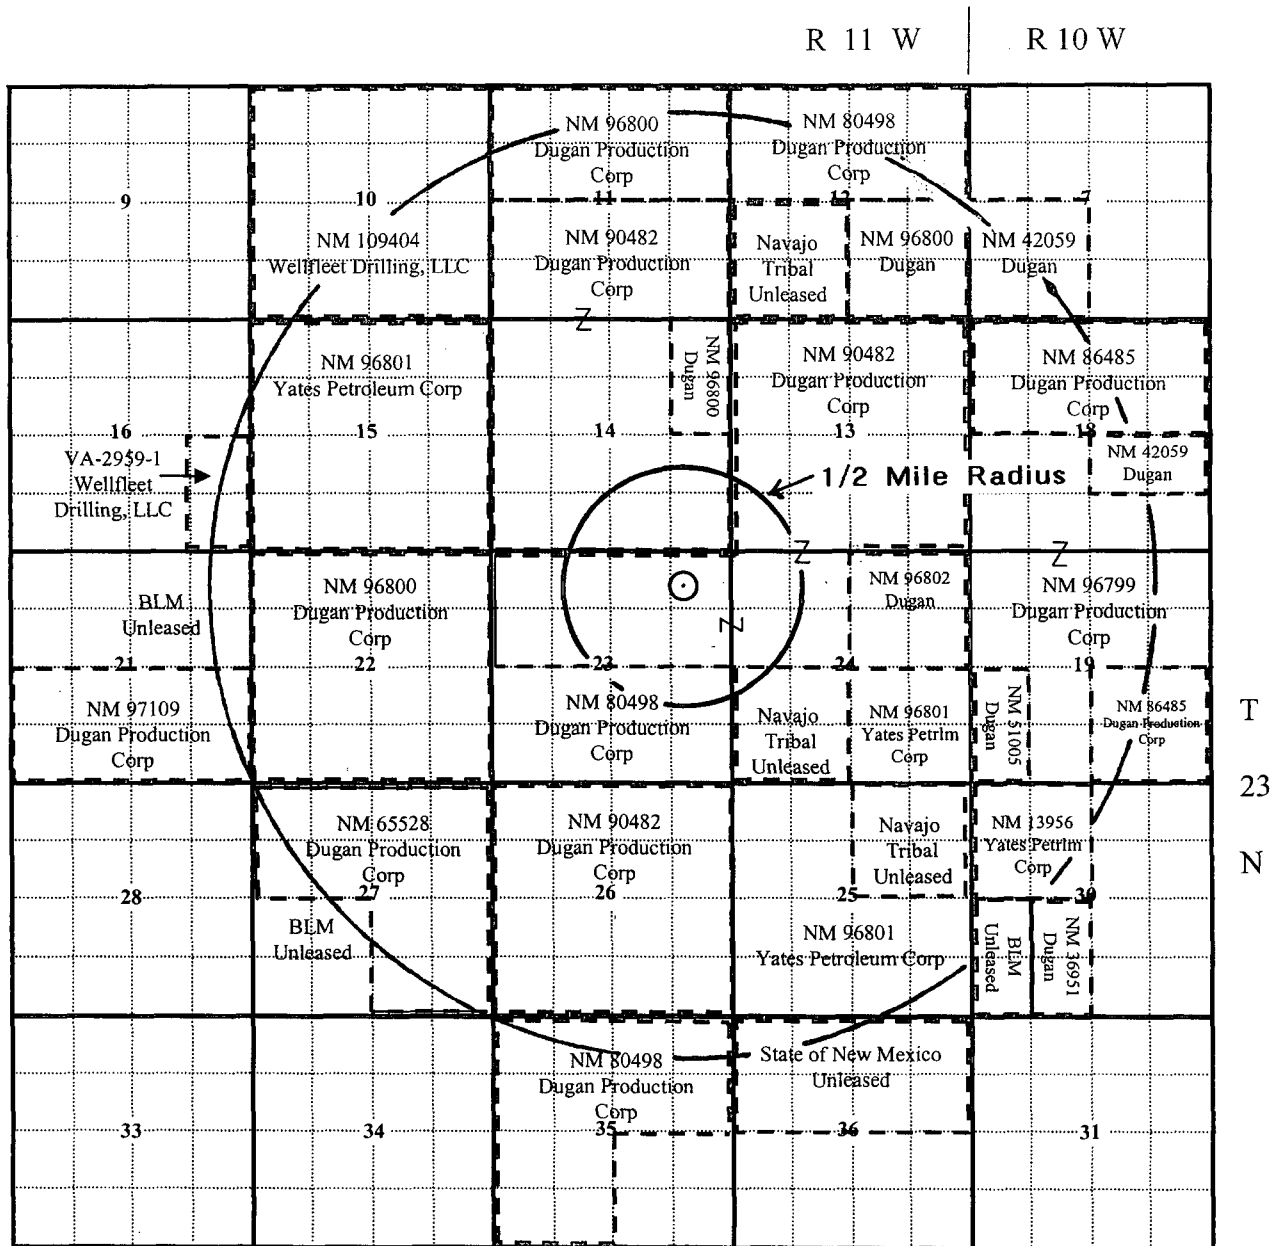 R 11 W
R 10 W
NM 96800
Dugan Production
Corp
NM 80498
Dugan Production
Corp
9
10
11
12
7
NM 109404
Wellfleet Drilling, LLC
NM 90482
Dugan Production
Corp
Navajo
Tribal
Unleased
NM 96800
Dugan
NM 42059
Dugan
Z
NM 96801
Yates Petroleum Corp
NM 96800
Dugan
NM 90482
Dugan Production
Corp
NM 86485
Dugan Production
Corp
16
15
14
13
18
VA-2959-1
Wellfleet
Drilling, LLC
NM 42059
Dugan
1/2 Mile Radius
Z
Z
BLM
Unleased
NM 96800
Dugan Production
Corp
NM 96802
Dugan
NM 96799
Dugan Production
Corp
Z
21
22
23
24
19
NM 97109
Dugan Production
Corp
NM 80498
Dugan Production
Corp
Navajo
Tribal
Unleased
NM 96801
Yates Petrlm
Corp
NM 51005
Dugan
NM 86485
Dugan Production
Corp
T
23
N
NM 65528
Dugan Production
Corp
NM 90482
Dugan Production
Corp
Navajo
Tribal
Unleased
NM 13956
Yates Petrlm
Corp
28
27
26
25
30
BLM
Unleased
NM 96801
Yates Petroleum Corp
BLM
Unleased
NM 36951
Dugan
NM 80498
Dugan Production
Corp
State of New Mexico
Unleased
33
34
35
36
31